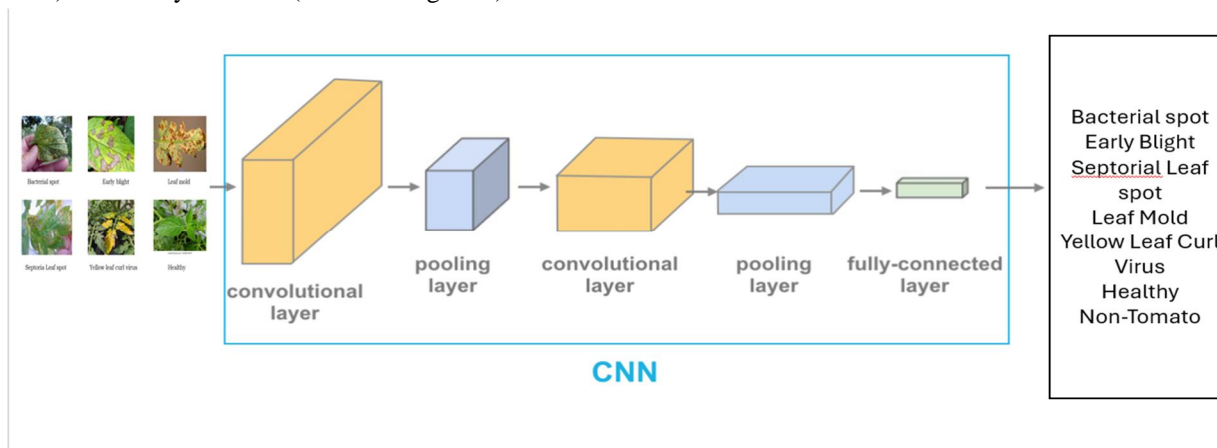 Bacterial spot
Early blight
Leaf mold
Septoria Leaf spot
Yellow leaf curl virus
Healthy
convolutional
layer
pooling
layer
convolutional
layer
pooling
layer
fully-connected
layer
CNN
Bacterial spot
Early Blight
Septorial Leaf
spot
Leaf Mold
Yellow Leaf Curl
Virus
Healthy
Non-Tomato